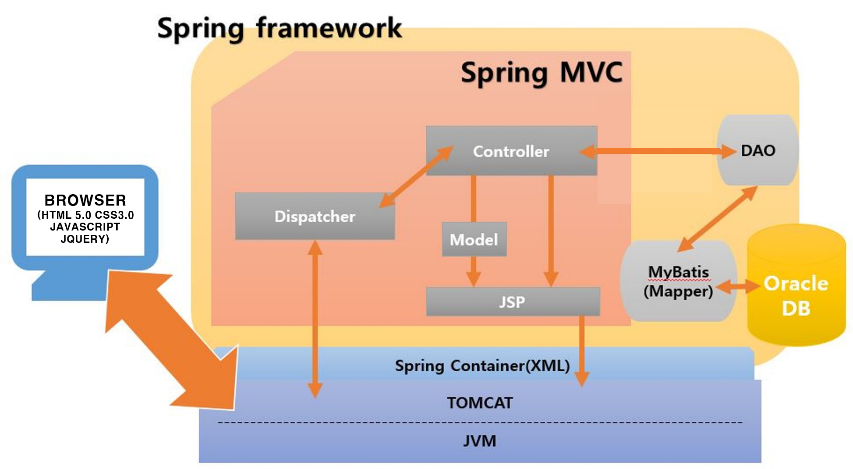 Spring framework
Spring MVC
Controller
DAO
BROWSER
(HTML 5.0 CSS3.0
JAVASCRIPT
JQUERY)
Dispatcher
Model
MyBatis
(Mapper)
Oracle
DB
JSP
Spring Container(XML)
TOMCAT
JVM